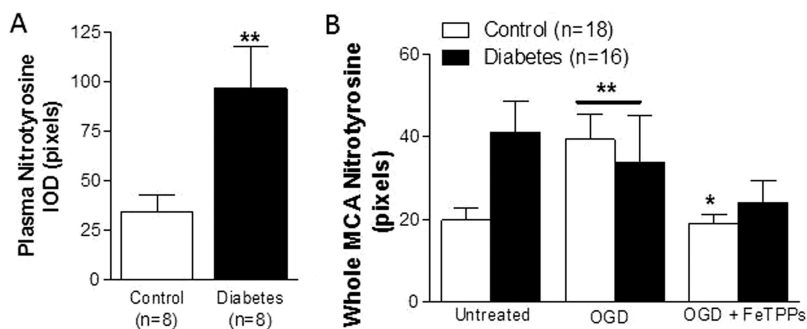 A
Plasma Nitrotyrosine
IOD (pixels)
125
100
75
50
25
0
**
Control
(n=8)
Diabetes
(n=8)
B
Whole MCA Nitrotyrosine
(pixels)
Control (n=18)
Diabetes (n=16)
60
40
20
0
**
*
Untreated
OGD
OGD + FeTPPs